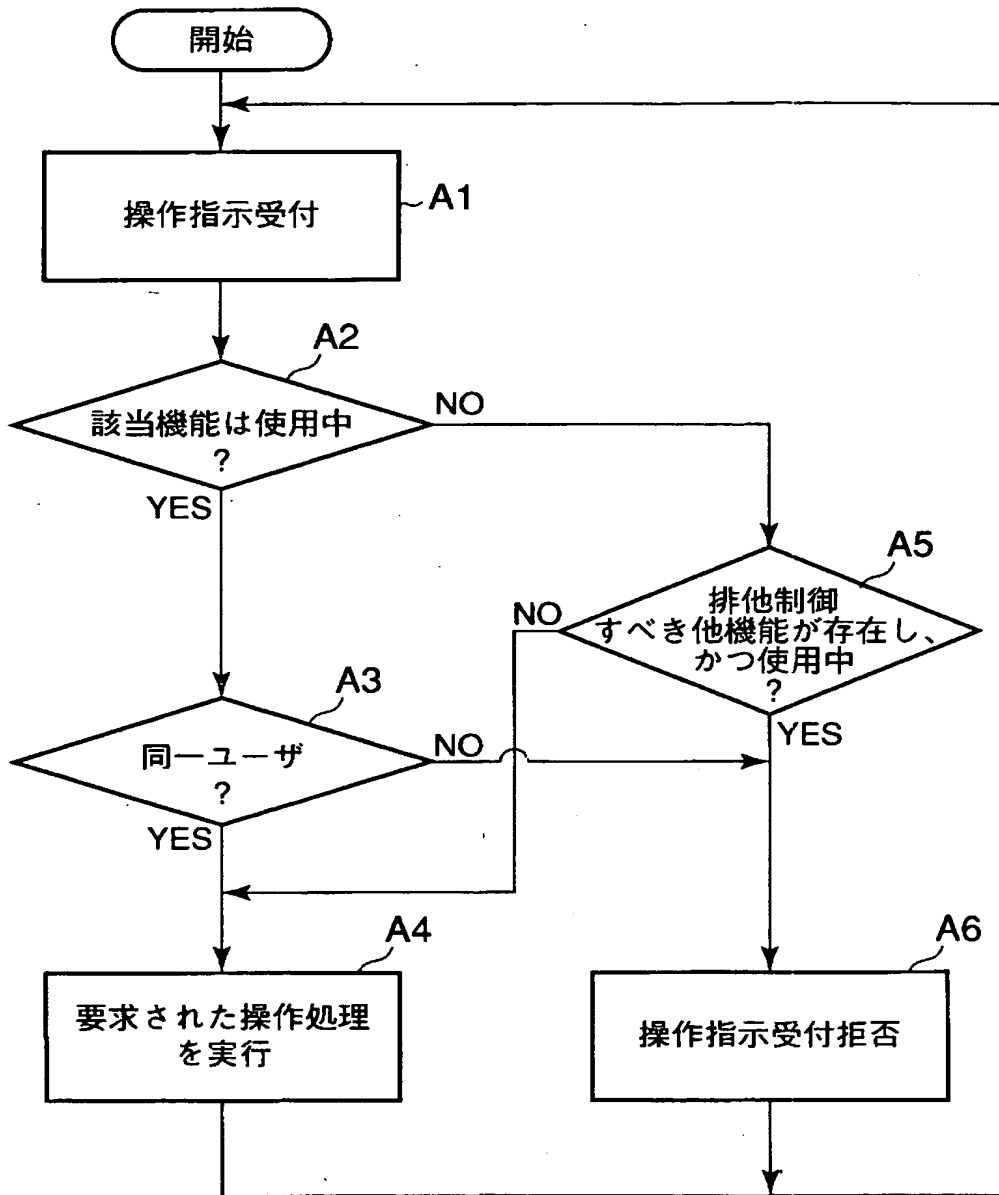 開始
操作指示受付
A1
A2
該当機能は使用中
?
NO
YES
A5
排他制御
すべき他機能が存在し、
かつ使用中
?
NO
YES
A3
同一ユーザ
?
NO
YES
A4
要求された操作処理
を実行
A6
操作指示受付拒否